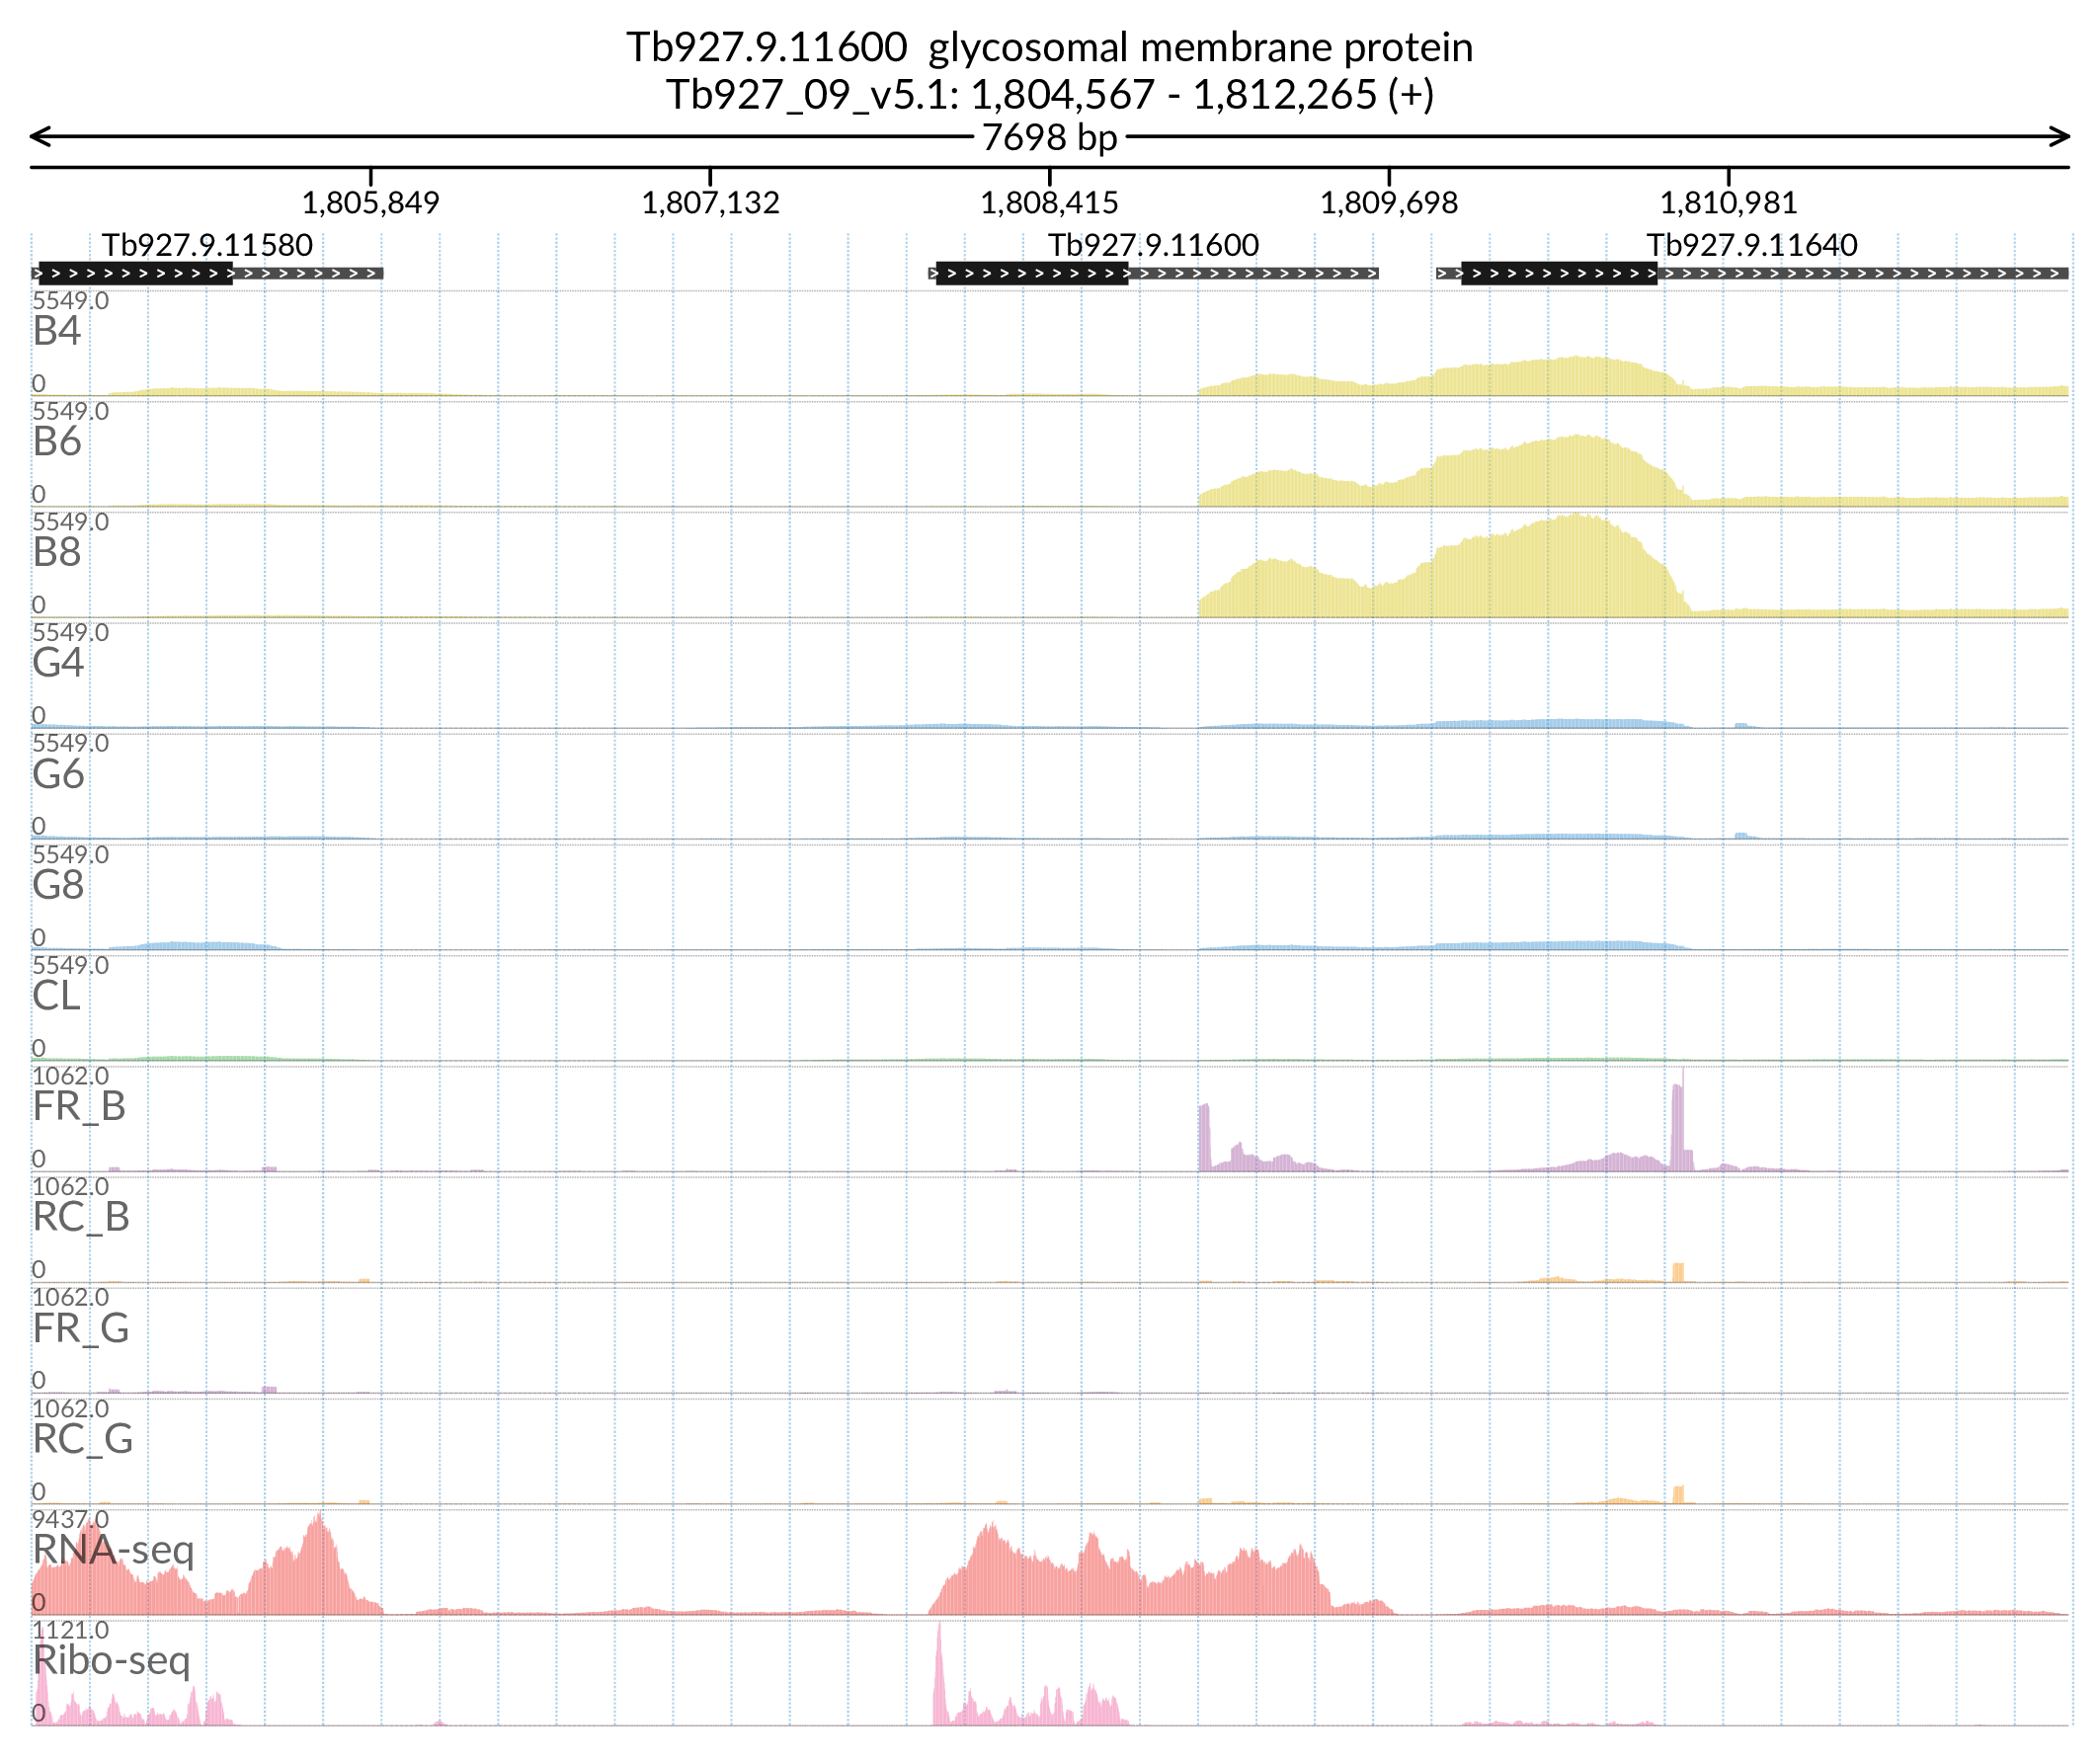 Tb927.9.11600 glycosomal membrane protein
Tb927_09_v5.1: 1,804,567 - 1,812,265 (+)
7698 bp
1,805,849 1,807,132 1,808,415 1,809,698 1,810,981
Tb927.9.11580 Tb927.9.11600 Tb927.9.11640
5549.0
B4
0
5549.0
B6
0
5549.0
B8
0
5549.0
G4
0
5549.0
G6
0
5549.0
G8
0
5549.0
CL
0
1062.0
FR_B
0
1062.0
RC_B
0
1062.0
FR_G
0
1062.0
RC_G
0
9437.0
RNA-seq
0
1121.0
Ribo-seq
0